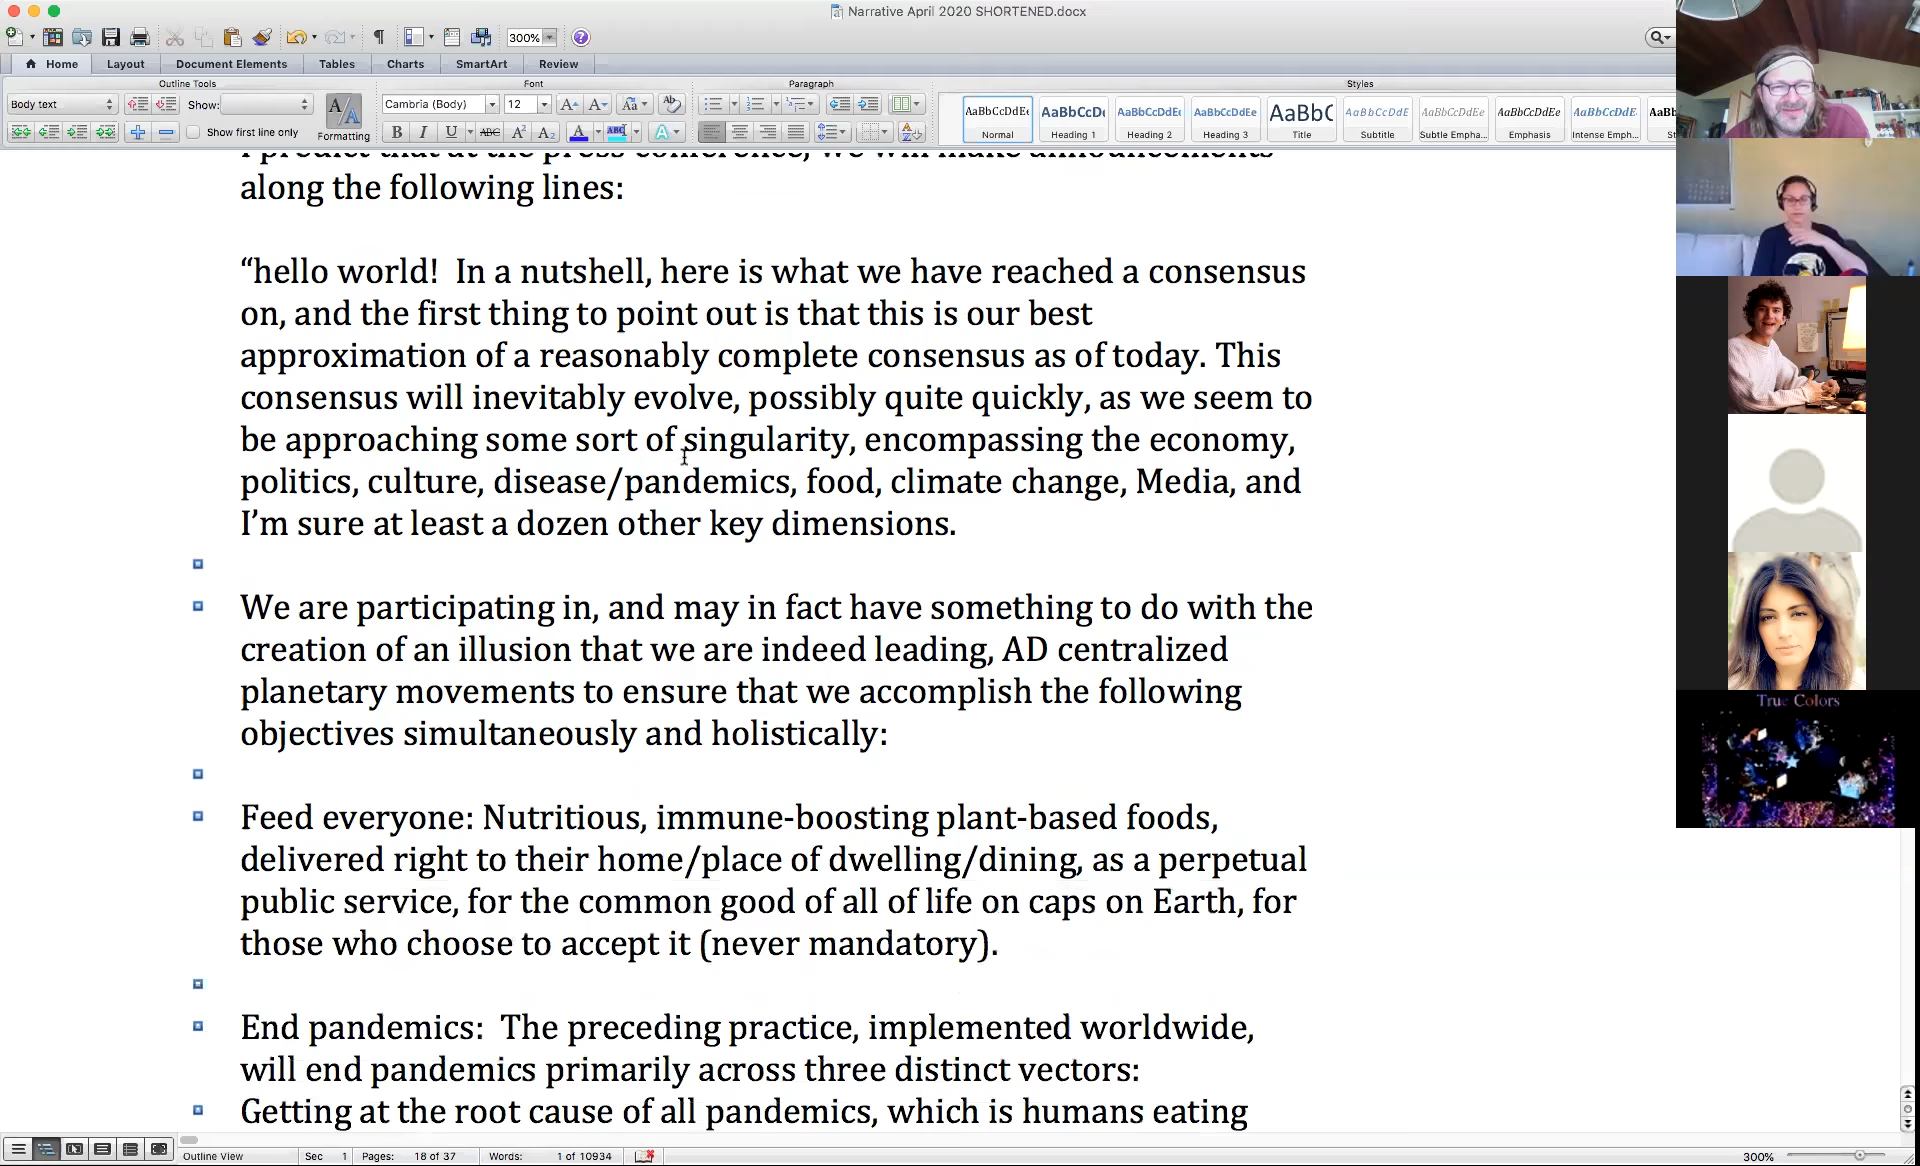 Narrative April 2020 SHORTENED.docx
300%
Home Layout Document Elements Tables Charts SmartArt Review
Outline Tools Font Paragraph Styles
Body text Show: Cambria (Body) 12
Show first line only Formatting
AaBbCcDdEe AaBbCcDc AaBbCcDdEe AaBbCcDdEe AaBbC AaBbCcDdE AaBbCcDdEe AaBbCcDdEe AaBbCcDdE
Normal Heading 1 Heading 2 Heading 3 Title Subtitle Subtle Empha... Emphasis Intense Emph...
I predict that at the press conference, we will make announcements
along the following lines:
“hello world!  In a nutshell, here is what we have reached a consensus
on, and the first thing to point out is that this is our best
approximation of a reasonably complete consensus as of today. This
consensus will inevitably evolve, possibly quite quickly, as we seem to
be approaching some sort of singularity, encompassing the economy,
politics, culture, disease/pandemics, food, climate change, Media, and
I’m sure at least a dozen other key dimensions.
We are participating in, and may in fact have something to do with the
creation of an illusion that we are indeed leading, AD centralized
planetary movements to ensure that we accomplish the following
objectives simultaneously and holistically:
Feed everyone: Nutritious, immune-boosting plant-based foods,
delivered right to their home/place of dwelling/dining, as a perpetual
public service, for the common good of all of life on caps on Earth, for
those who choose to accept it (never mandatory).
End pandemics:  The preceding practice, implemented worldwide,
will end pandemics primarily across three distinct vectors:
Getting at the root cause of all pandemics, which is humans eating
True Colors
Outline View Sec 1 Pages: 18 of 37 Words: 1 of 10934 300%